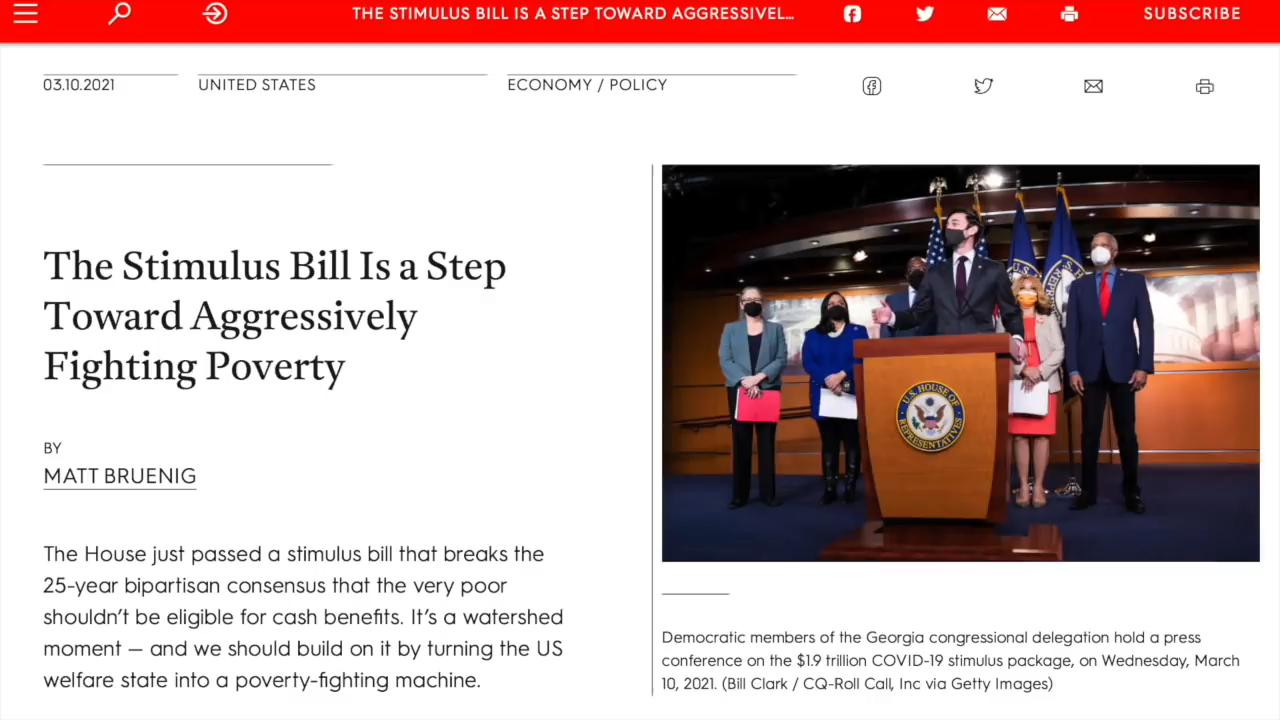 THE STIMULUS BILL IS A STEP TOWARD AGGRESSIVEL...
SUBSCRIBE
03.10.2021
UNITED STATES
ECONOMY / POLICY
The Stimulus Bill Is a Step
Toward Aggressively
Fighting Poverty
BY
MATT BRUENIG
The House just passed a stimulus bill that breaks the
25-year bipartisan consensus that the very poor
shouldn't be eligible for cash benefits. It's a watershed
moment — and we should build on it by turning the US
welfare state into a poverty-fighting machine.
U.S. HOUSE OF
REPRESENTATIVES
Democratic members of the Georgia congressional delegation hold a press
conference on the $1.9 trillion COVID-19 stimulus package, on Wednesday, March
10, 2021. (Bill Clark / CQ-Roll Call, Inc via Getty Images)